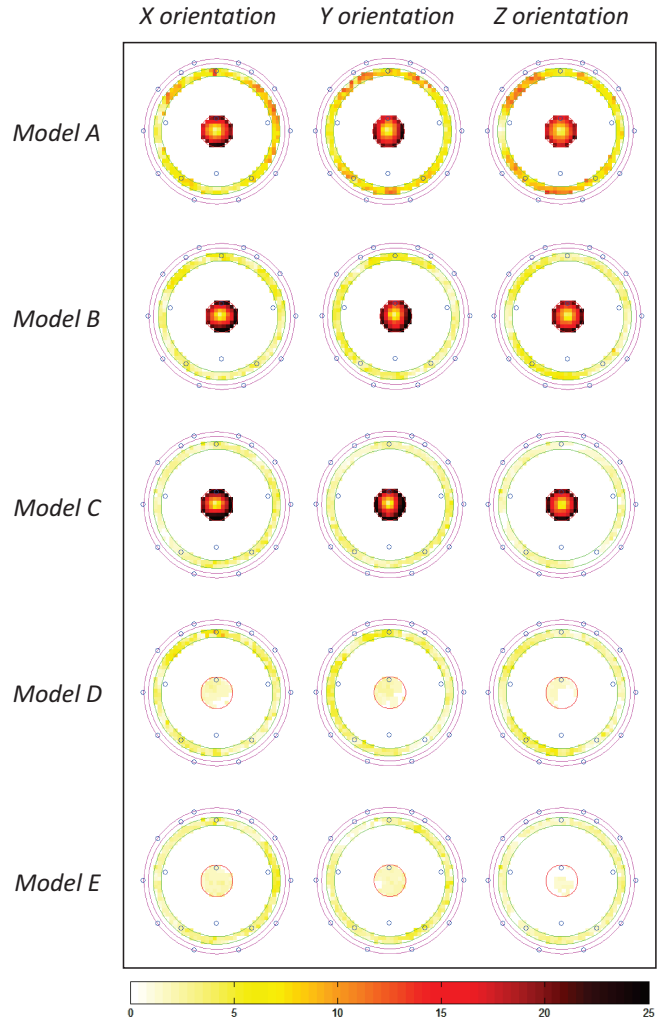 X orientation Y orientation Z orientation
Model A
Model B
Model C
Model D
Model E
0 5 10 15 20 25